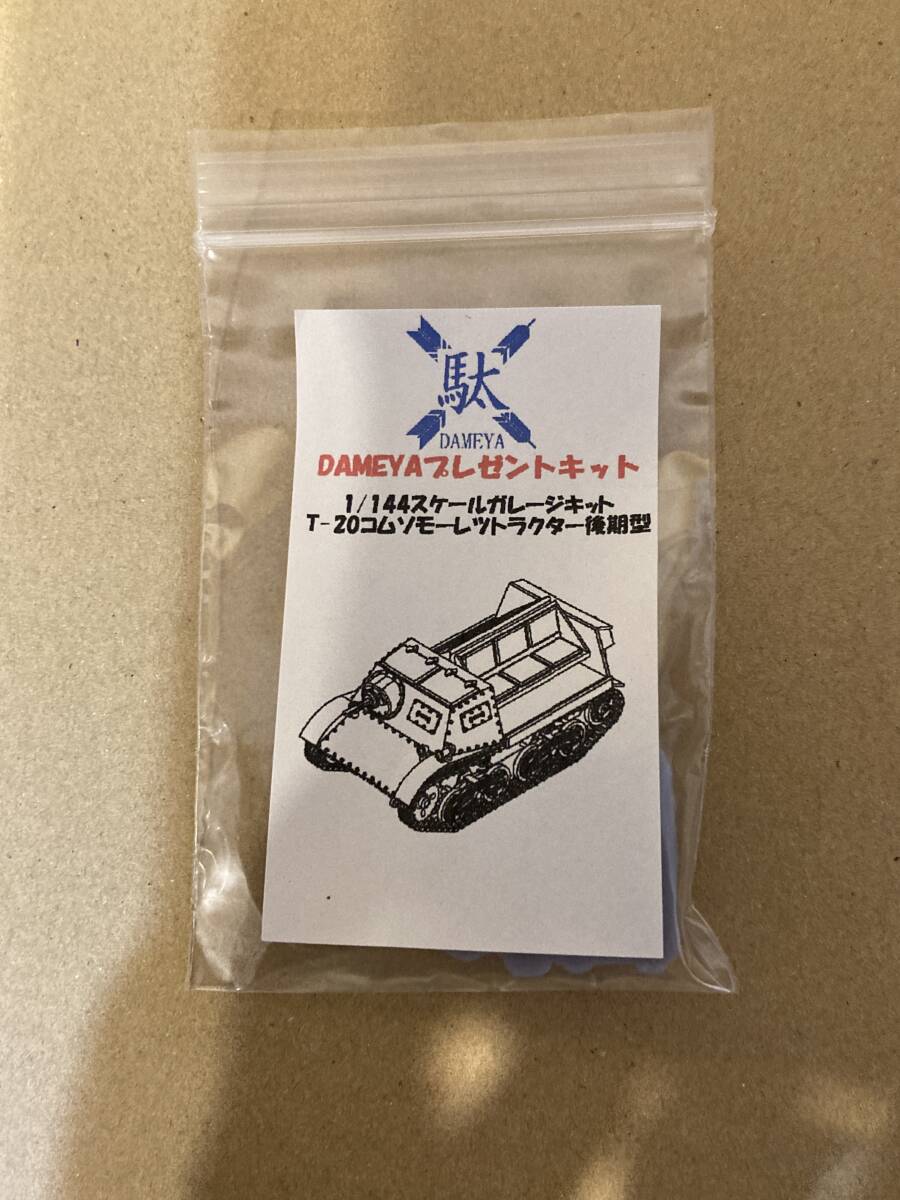 駄
DAMEYA
DAMEYAプレゼントキット
1/144スケールガレージキット
T-20コムソモーレツトラクター後期型